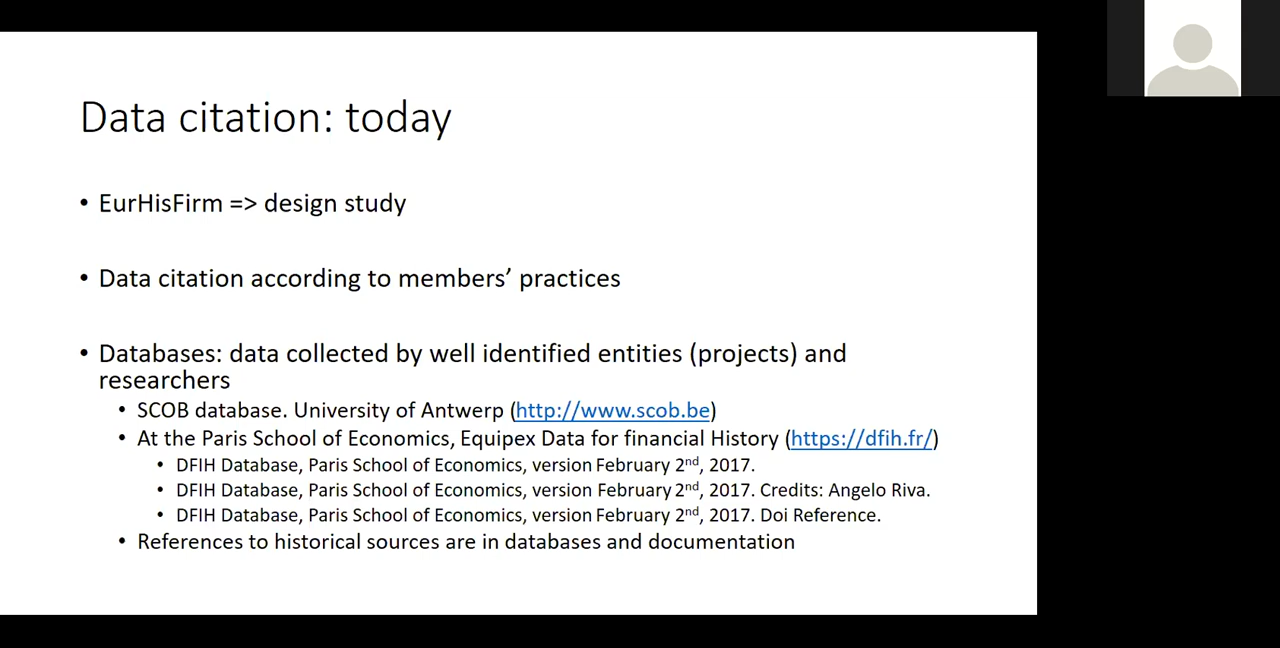 Data citation: today
• EurHisFirm => design study
• Data citation according to members’ practices
• Databases: data collected by well identified entities (projects) and
researchers
• SCOB database. University of Antwerp (http://www.scob.be)
• At the Paris School of Economics, Equipex Data for financial History (https://dfih.fr/)
• DFIH Database, Paris School of Economics, version February 2nd, 2017.
• DFIH Database, Paris School of Economics, version February 2nd, 2017. Credits: Angelo Riva.
• DFIH Database, Paris School of Economics, version February 2nd, 2017. Doi Reference.
• References to historical sources are in databases and documentation